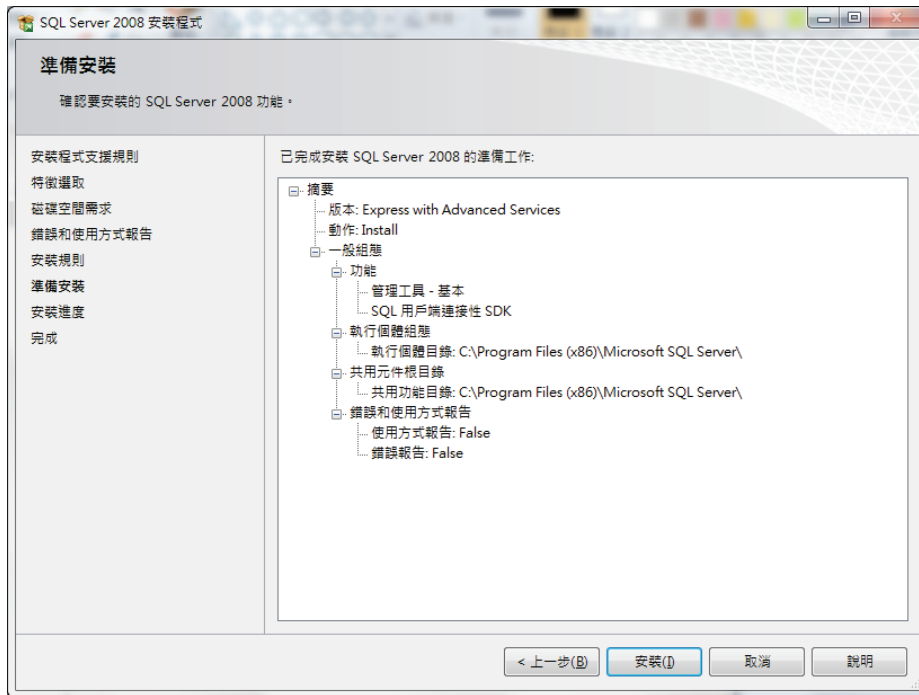 SQL Server 2008 安裝程式
準備安裝
確認要安裝的 SQL Server 2008 功能。
安裝程式支援規則
特徵選取
磁碟空間需求
錯誤和使用方式報告
安裝規則
準備安裝
安裝進度
完成
已完成安裝 SQL Server 2008 的準備工作:
摘要
版本: Express with Advanced Services
動作: Install
一般組態
功能
管理工具 - 基本
SQL 用戶端連接性 SDK
執行個體組態
執行個體目錄: C:\Program Files (x86)\Microsoft SQL Server\
共用元件根目錄
共用功能目錄: C:\Program Files (x86)\Microsoft SQL Server\
錯誤和使用方式報告
使用方式報告: False
錯誤報告: False
< 上一步(B) 安裝(I) 取消 說明